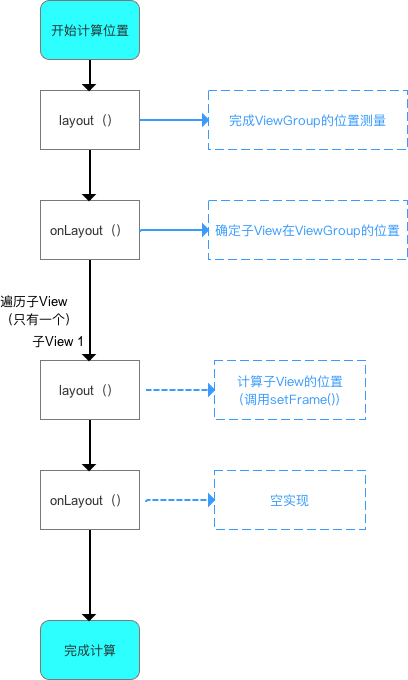 开始计算位置
layout（）
完成ViewGroup的位置测量
onLayout（）
确定子View在ViewGroup的位置
遍历子View
（只有一个）
子View 1
layout（）
计算子View的位置
(调用setFrame())
onLayout（）
空实现
完成计算